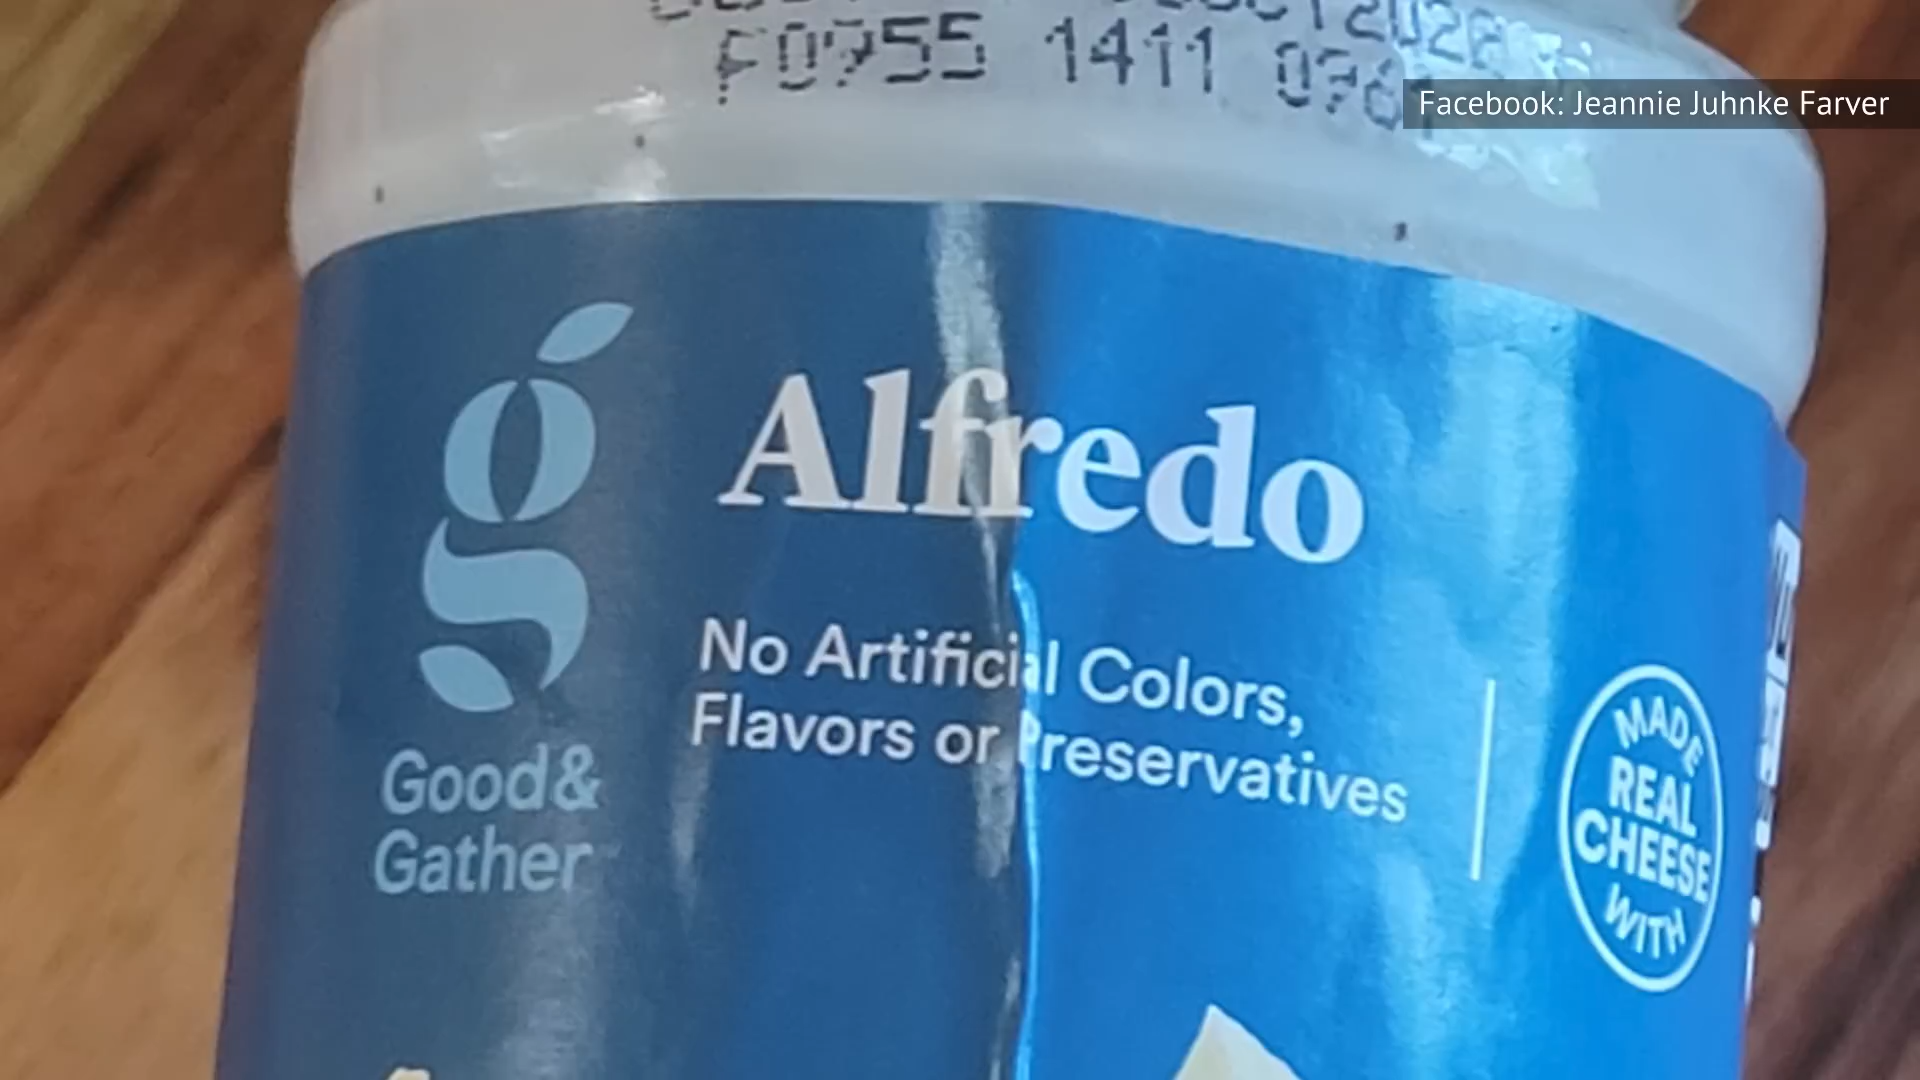 F0755 1411
Facebook: Jeannie Juhnke Farver
g
Alfredo
No Artificial Colors,
Flavors or Preservatives
Good&
Gather
MADE
REAL
CHEESE
WITH